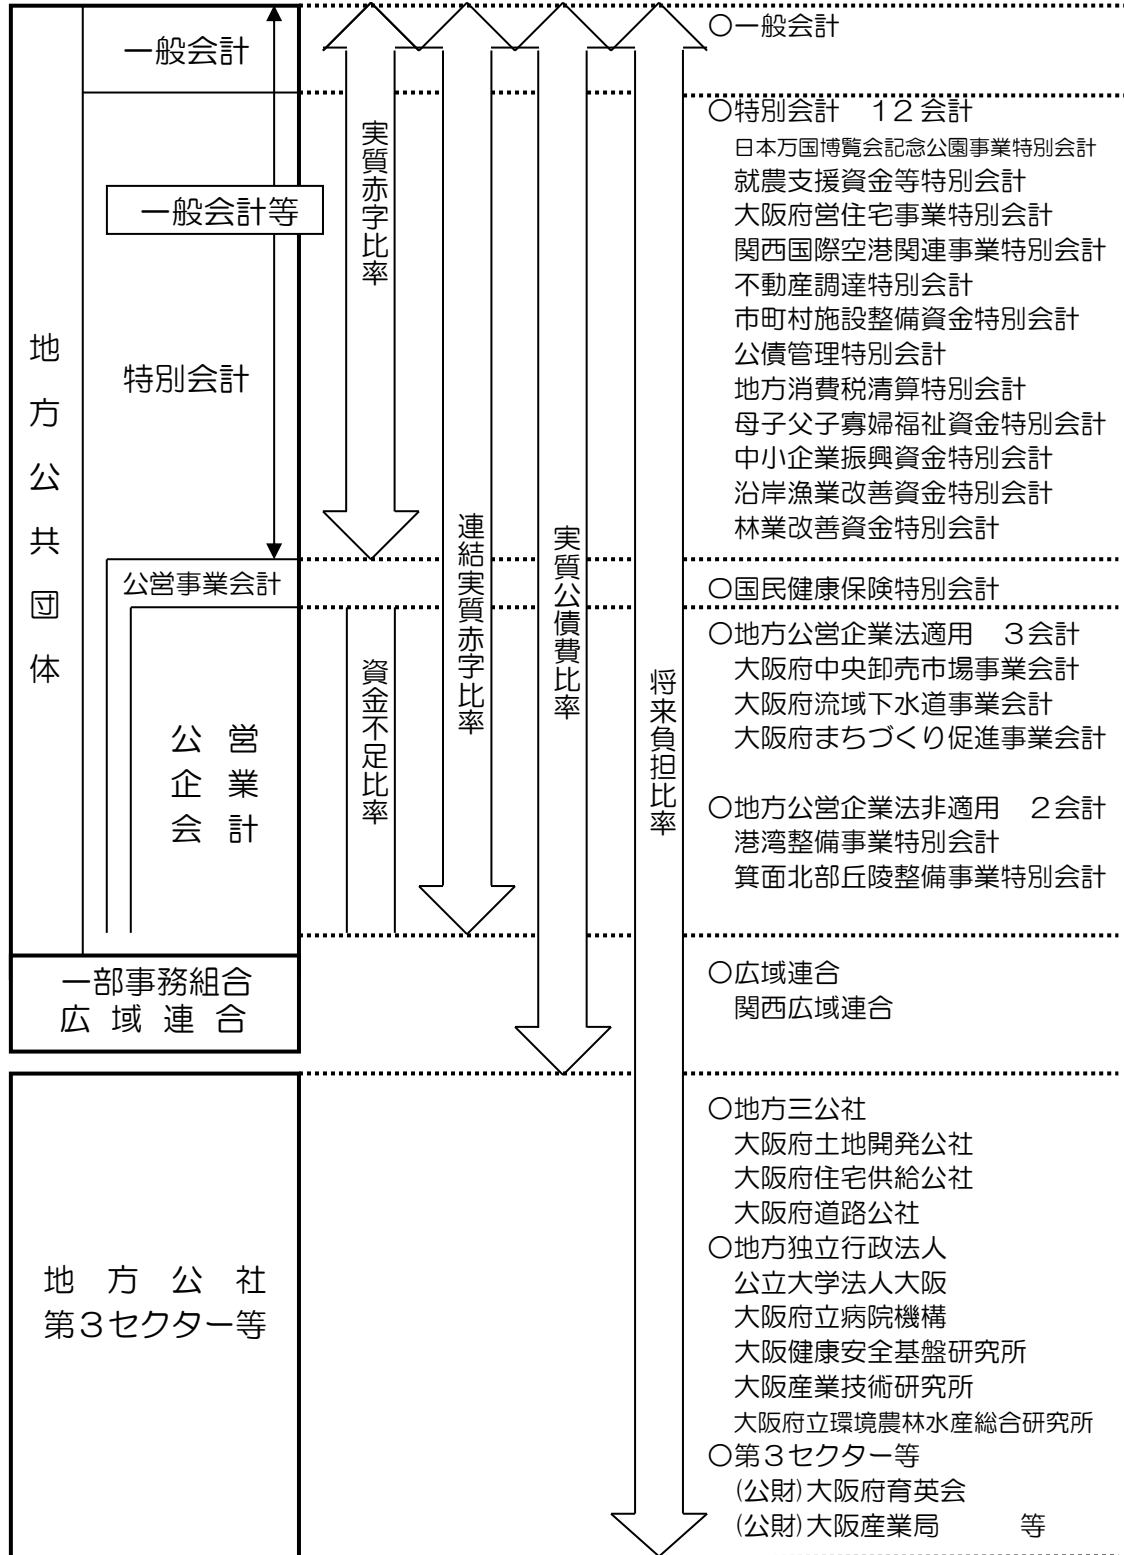 地方公共団体
一般会計
一般会計等
特別会計
公営事業会計
公営
企業
会計
一部事務組合
広域連合
地方公社
第3セクター等
実質赤字比率
資金不足比率
連結実質赤字比率
実質公債費比率
将来負担比率
○一般会計
○特別会計 12会計
日本万国博覧会記念公園事業特別会計
就農支援資金等特別会計
大阪府営住宅事業特別会計
関西国際空港関連事業特別会計
不動産調達特別会計
市町村施設整備資金特別会計
公債管理特別会計
地方消費税清算特別会計
母子父子寡婦福祉資金特別会計
中小企業振興資金特別会計
沿岸漁業改善資金特別会計
林業改善資金特別会計
○国民健康保険特別会計
○地方公営企業法適用 3会計
大阪府中央卸売市場事業会計
大阪府流域下水道事業会計
大阪府まちづくり促進事業会計
○地方公営企業法非適用 2会計
港湾整備事業特別会計
箕面北部丘陵整備事業特別会計
○広域連合
関西広域連合
○地方三公社
大阪府土地開発公社
大阪府住宅供給公社
大阪府道路公社
○地方独立行政法人
公立大学法人大阪
大阪府立病院機構
大阪健康安全基盤研究所
大阪産業技術研究所
大阪府立環境農林水産総合研究所
○第3セクター等
(公財)大阪府育英会
(公財)大阪産業局 等